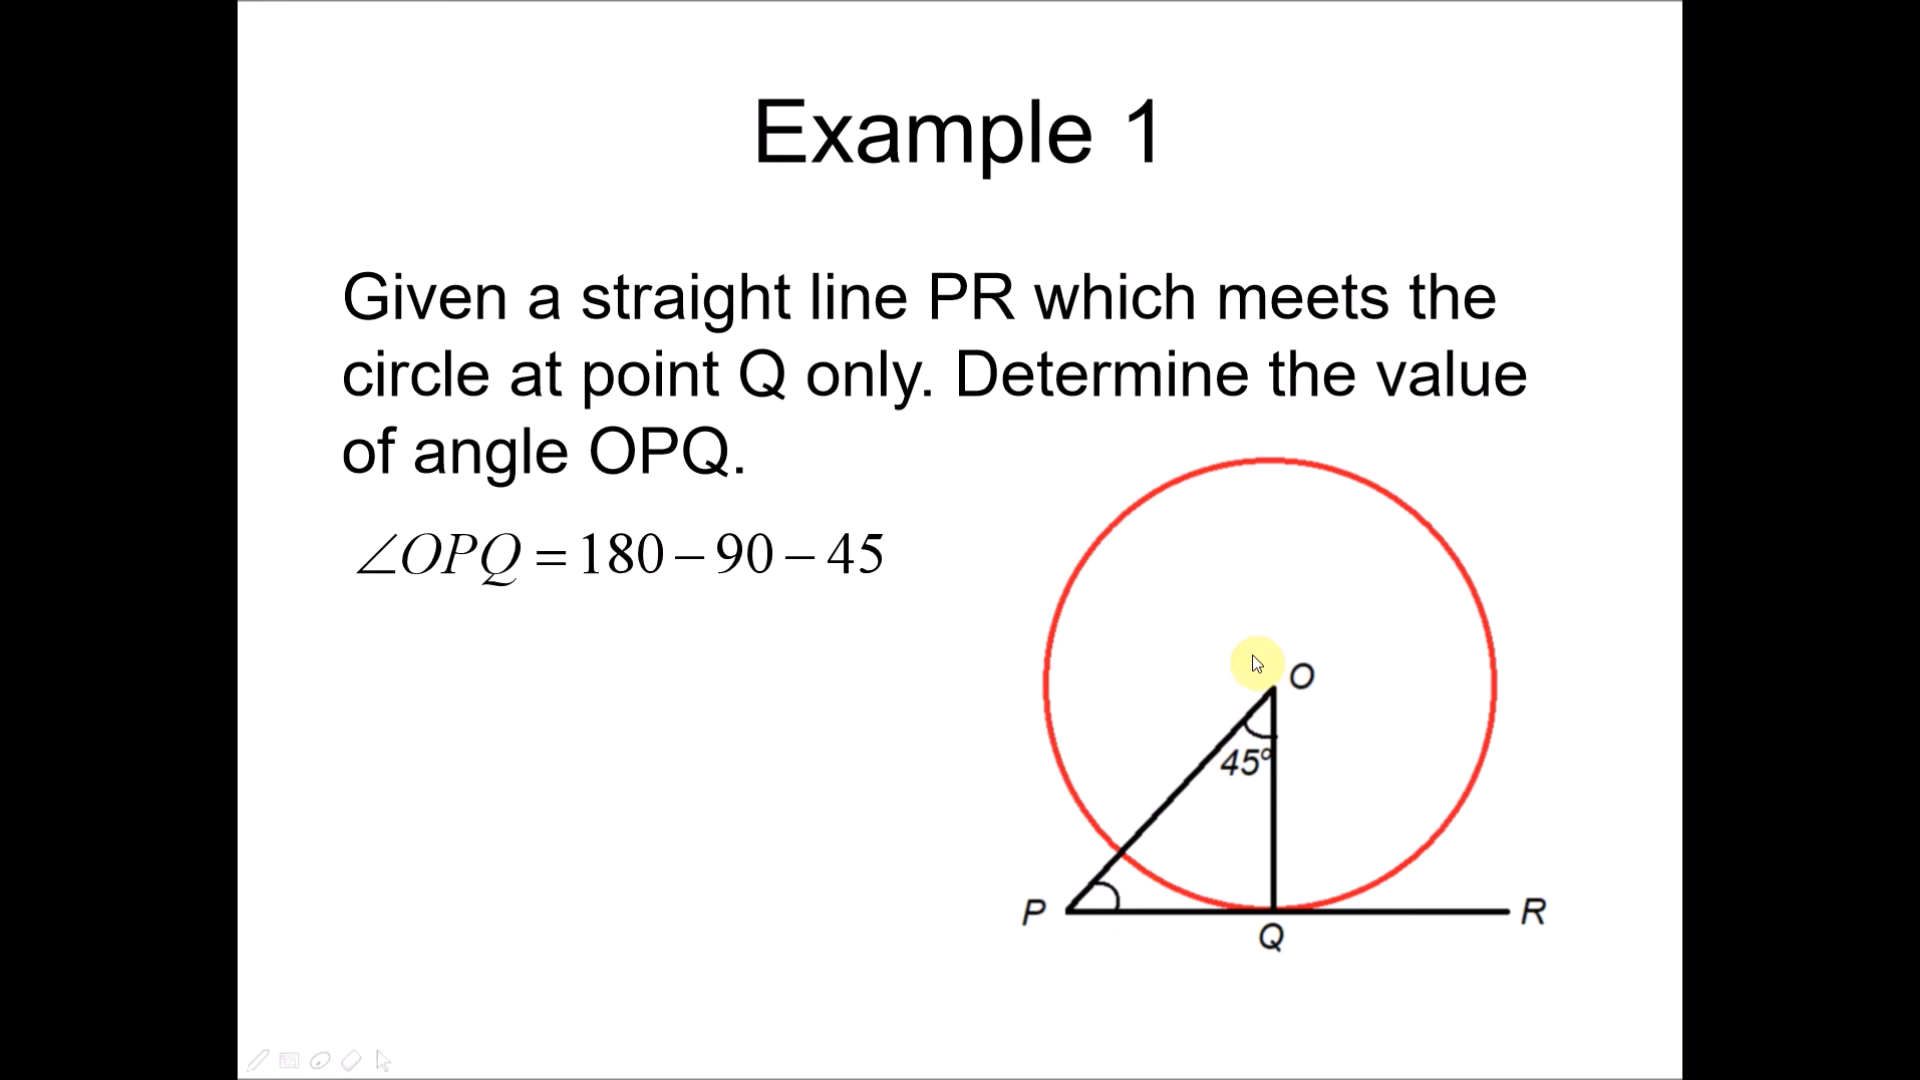 Example 1
Given a straight line PR which meets the
circle at point Q only. Determine the value
of angle OPQ.
∠OPQ = 180 – 90 – 45
O
45º
P
R
Q